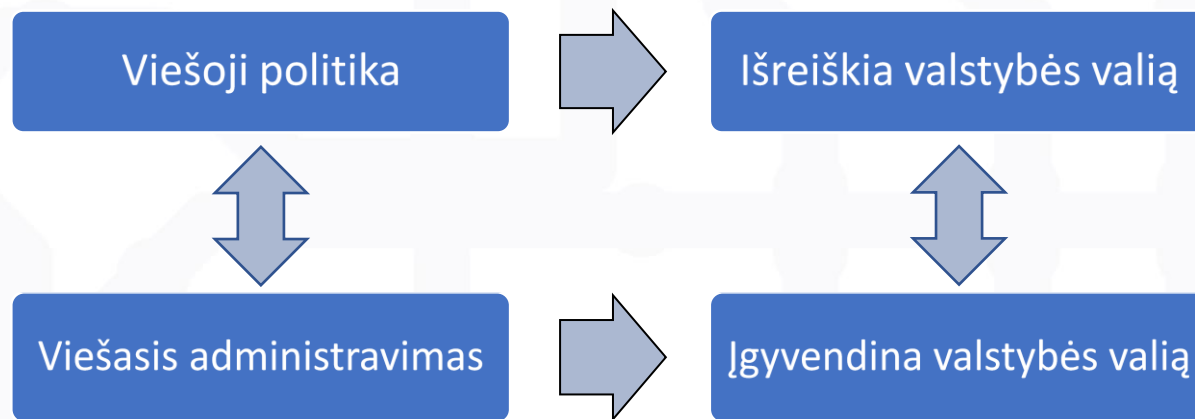 Viešoji politika
Išreiškia valstybės valią
Viešasis administravimas
Įgyvendina valstybės valią